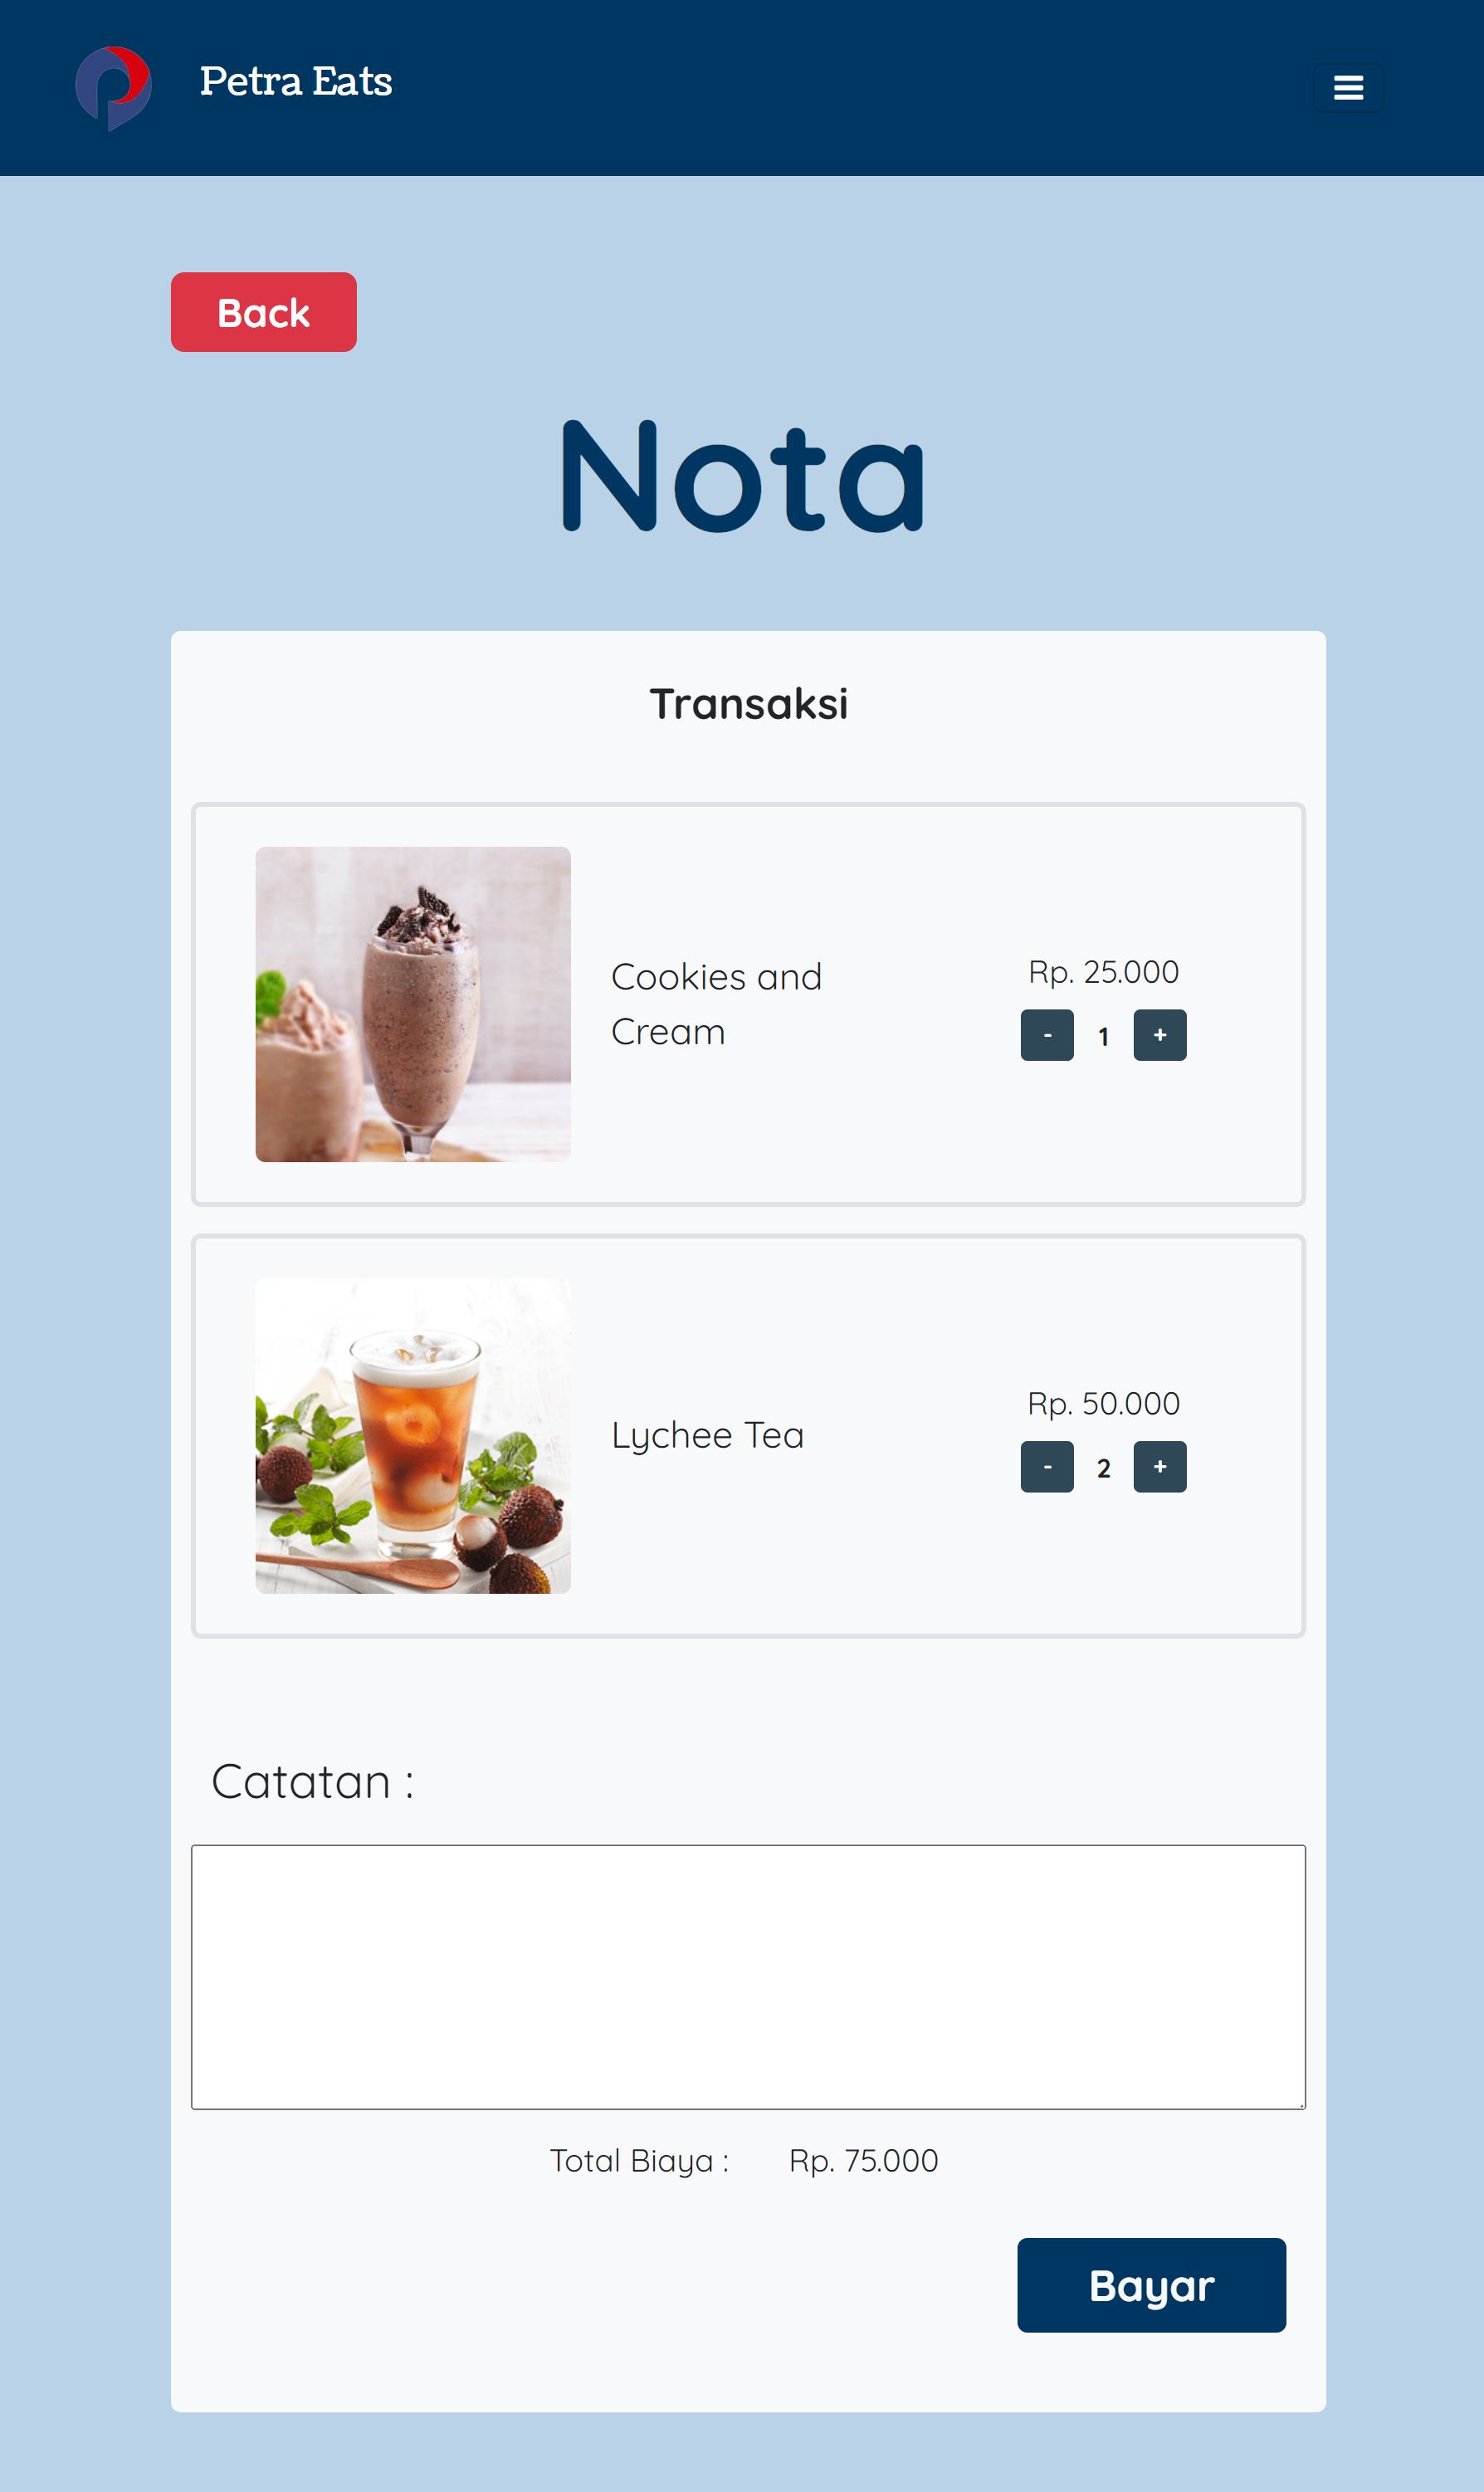 Petra Eats
Back
Nota
Transaksi
Cookies and
Cream
Rp. 25.000
- 1 +
Lychee Tea
Rp. 50.000
- 2 +
Catatan :
Total Biaya : Rp. 75.000
Bayar